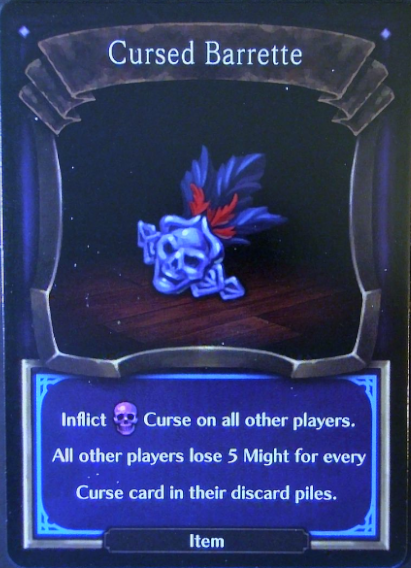 Cursed Barrette
Inflict Curse on all other players.
All other players lose 5 Might for every
Curse card in their discard piles.
Item